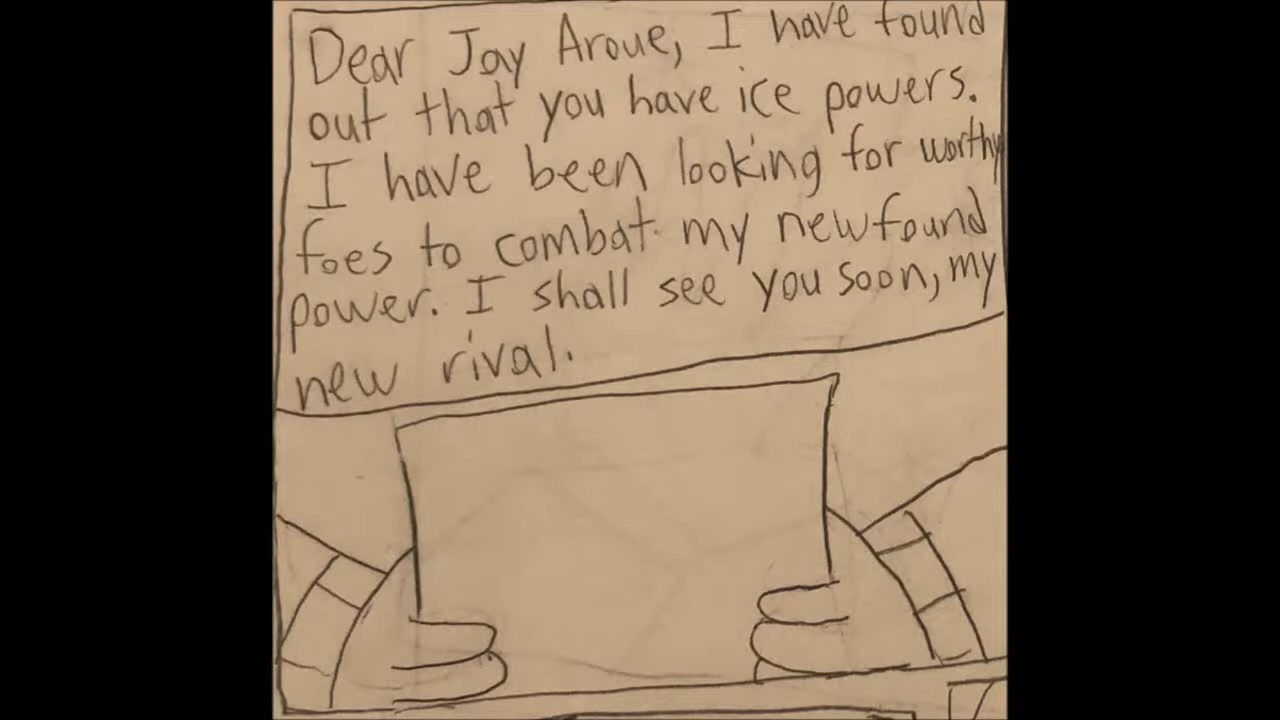 Dear Jay Aroue, I have found
out that you have ice powers.
I have been looking for worthy
foes to combat my newfound
power. I shall see you soon, my
new rival.